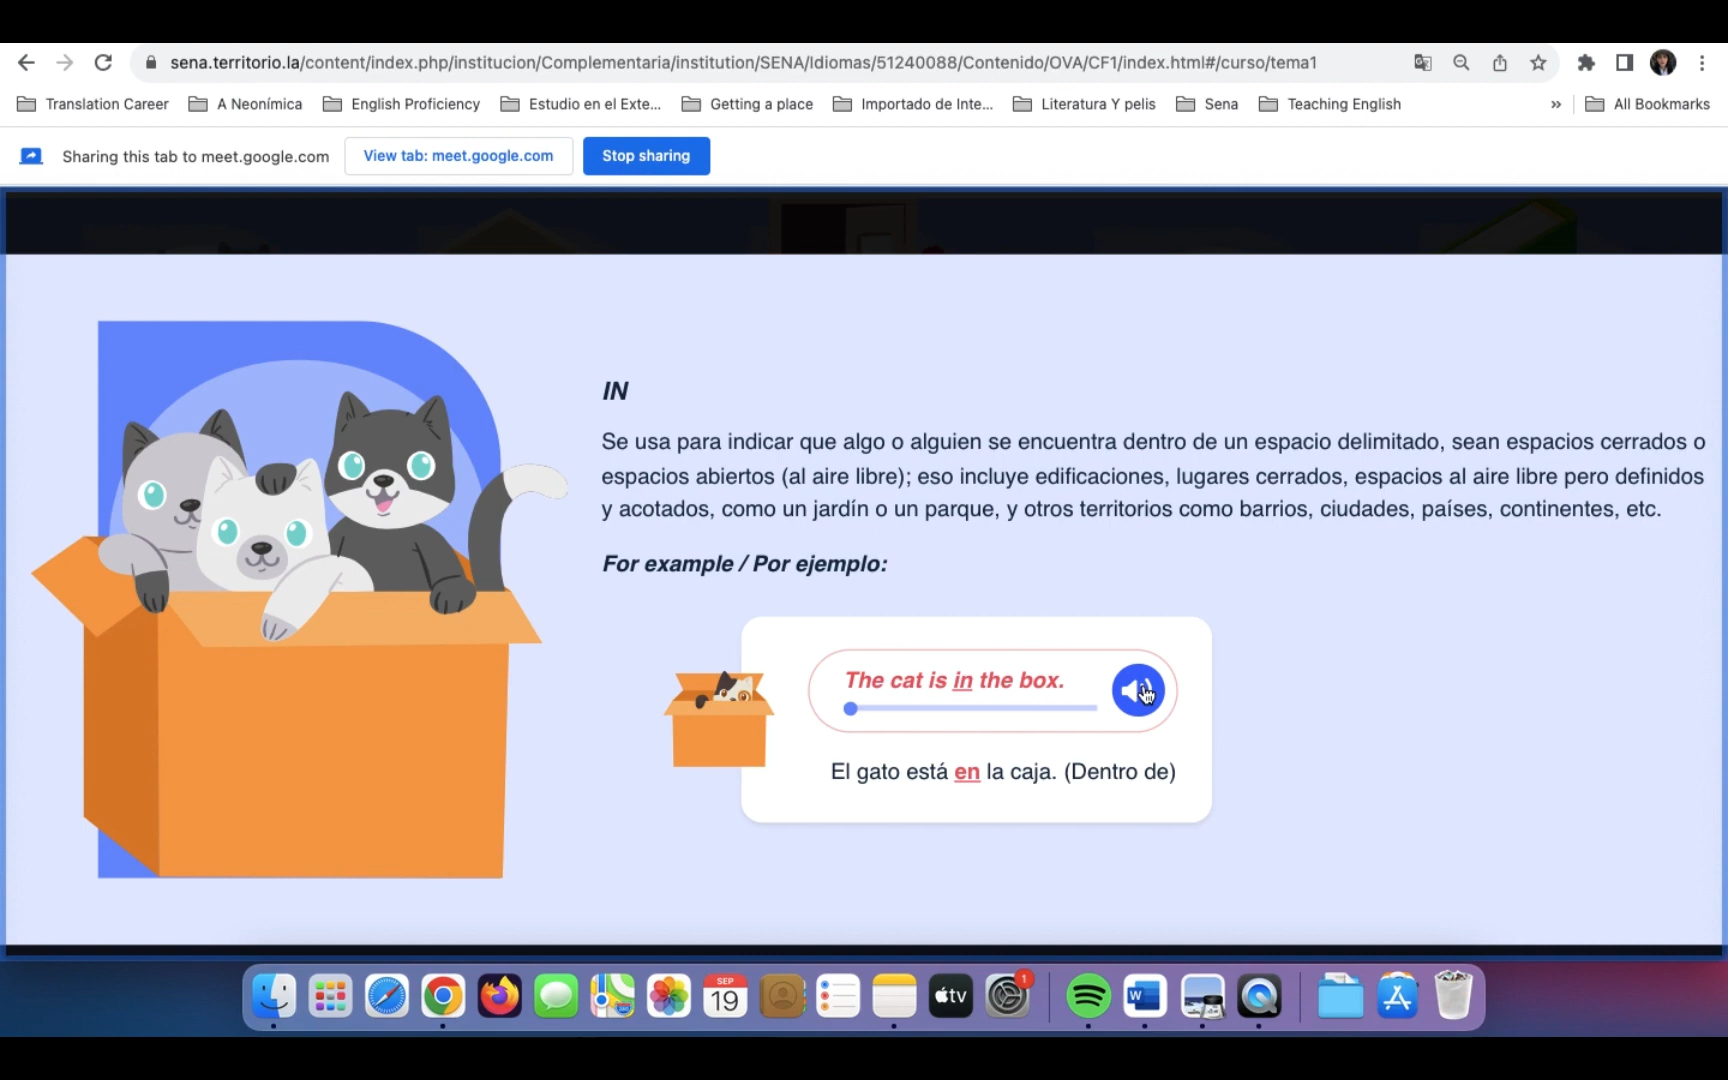 sena.territorio.la/content/index.php/institucion/Complementaria/institution/SENA/Idiomas/51240088/Contenido/OVA/CF1/index.html#/curso/tema1
Translation Career A Neonímica English Proficiency Estudio en el Exte... Getting a place Importado de Inte... Literatura Y pelis Sena Teaching English » All Bookmarks
Sharing this tab to meet.google.com View tab: meet.google.com Stop sharing
IN
Se usa para indicar que algo o alguien se encuentra dentro de un espacio delimitado, sean espacios cerrados o
espacios abiertos (al aire libre); eso incluye edificaciones, lugares cerrados, espacios al aire libre pero definidos
y acotados, como un jardín o un parque, y otros territorios como barrios, ciudades, países, continentes, etc.
For example / Por ejemplo:
The cat is in the box.
El gato está en la caja. (Dentro de)
SEP
19
tv
1
W